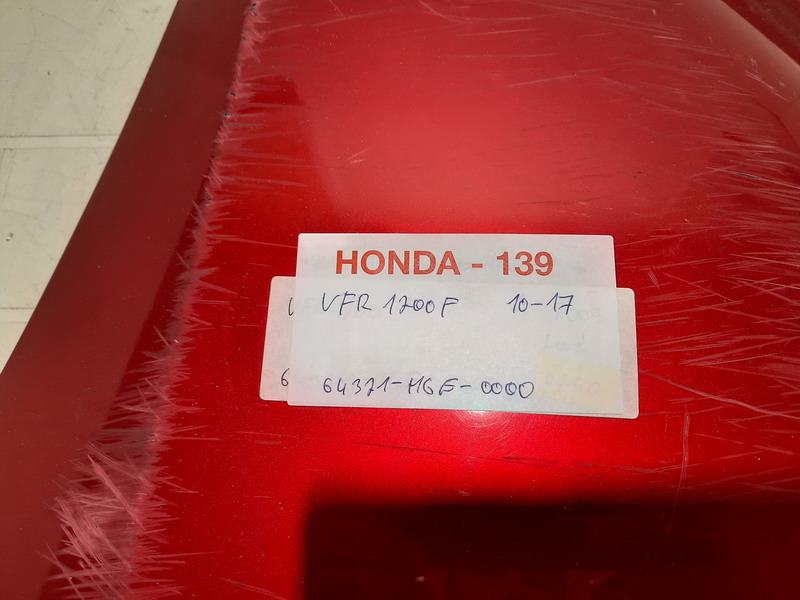 HONDA - 139
VFR 1200F 10-17
64371-MGE-0000